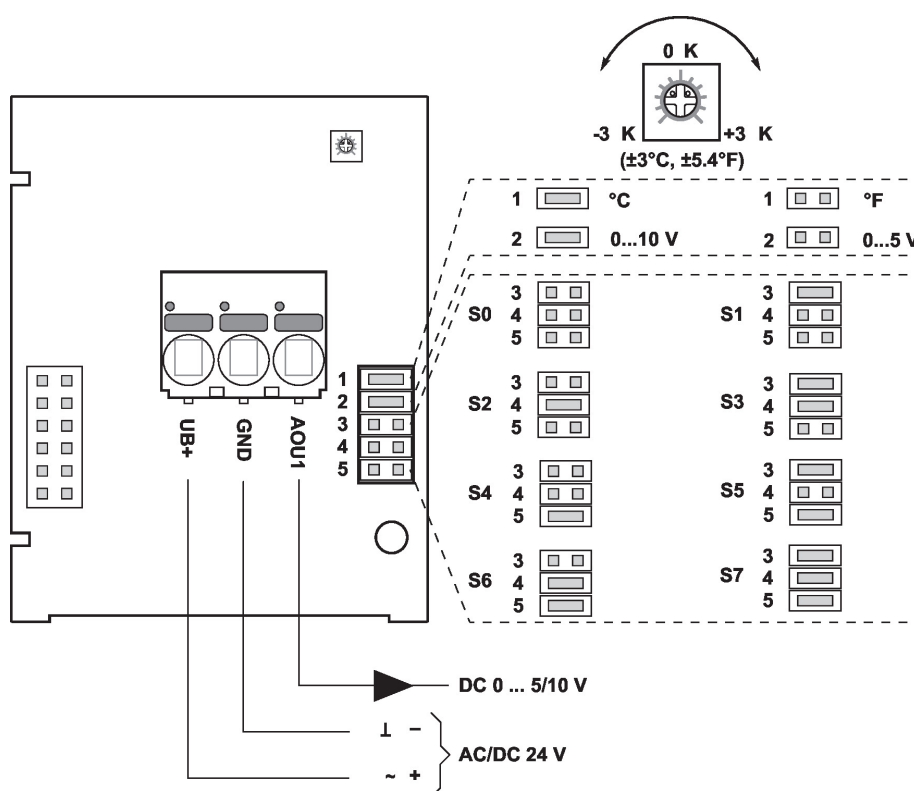 0 K
-3 K +3 K
(±3°C, ±5.4°F)
1 °C 1 °F
2 0...10 V 2 0...5 V
S0 3 4 5
S1 3 4 5
S2 3 4 5
S3 3 4 5
S4 3 4 5
S5 3 4 5
S6 3 4 5
S7 3 4 5
1
2
3
4
5
UB+
GND
AOU1
DC 0 ... 5/10 V
⊥ −
AC/DC 24 V
~ +